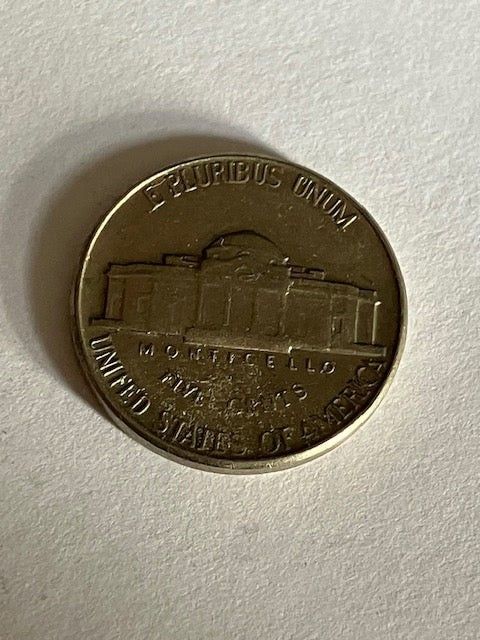 E PLURIBUS UNUM
MONTICELLO
FIVE CENTS
UNITED STATES OF AMERICA